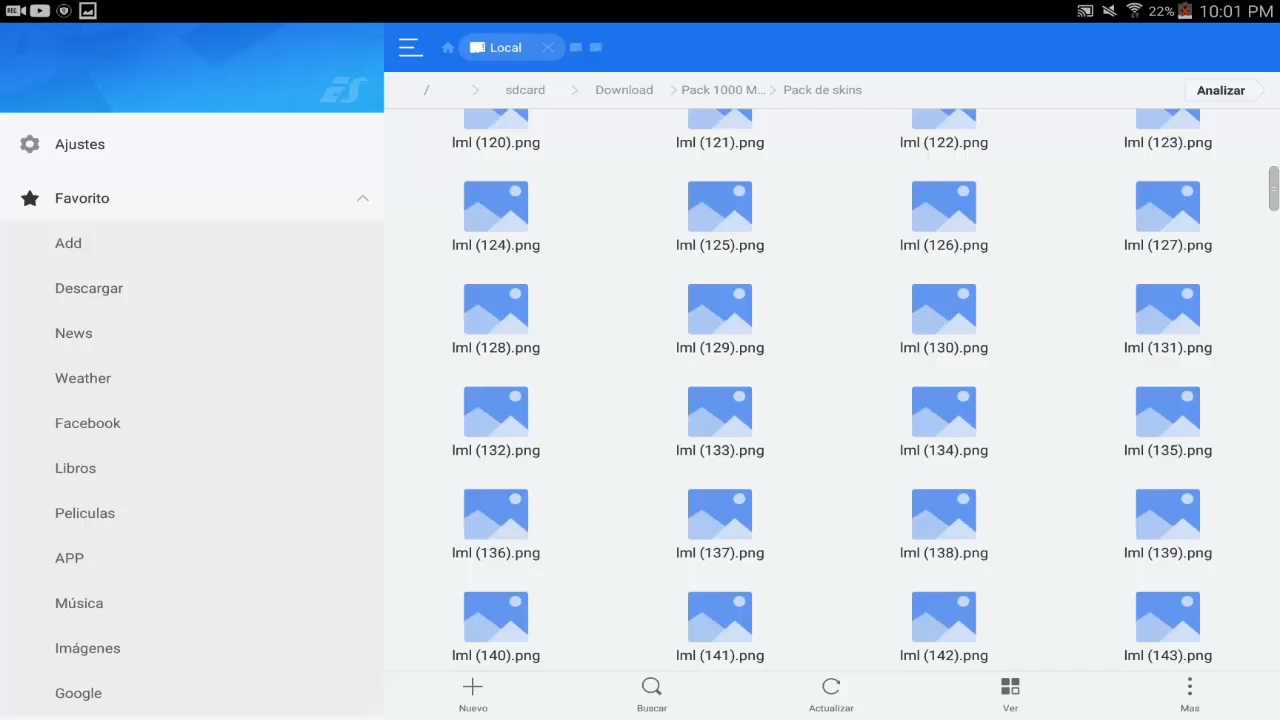 REC 22% 10:01 PM
ES
Local
/ sdcard Download Pack 1000 M... Pack de skins Analizar
Ajustes
Favorito
Add
Descargar
News
Weather
Facebook
Libros
Peliculas
APP
Música
Imágenes
Google
lml (120).png lml (121).png lml (122).png lml (123).png
lml (124).png lml (125).png lml (126).png lml (127).png
lml (128).png lml (129).png lml (130).png lml (131).png
lml (132).png lml (133).png lml (134).png lml (135).png
lml (136).png lml (137).png lml (138).png lml (139).png
lml (140).png lml (141).png lml (142).png lml (143).png
Nuevo Buscar Actualizar Ver Mas